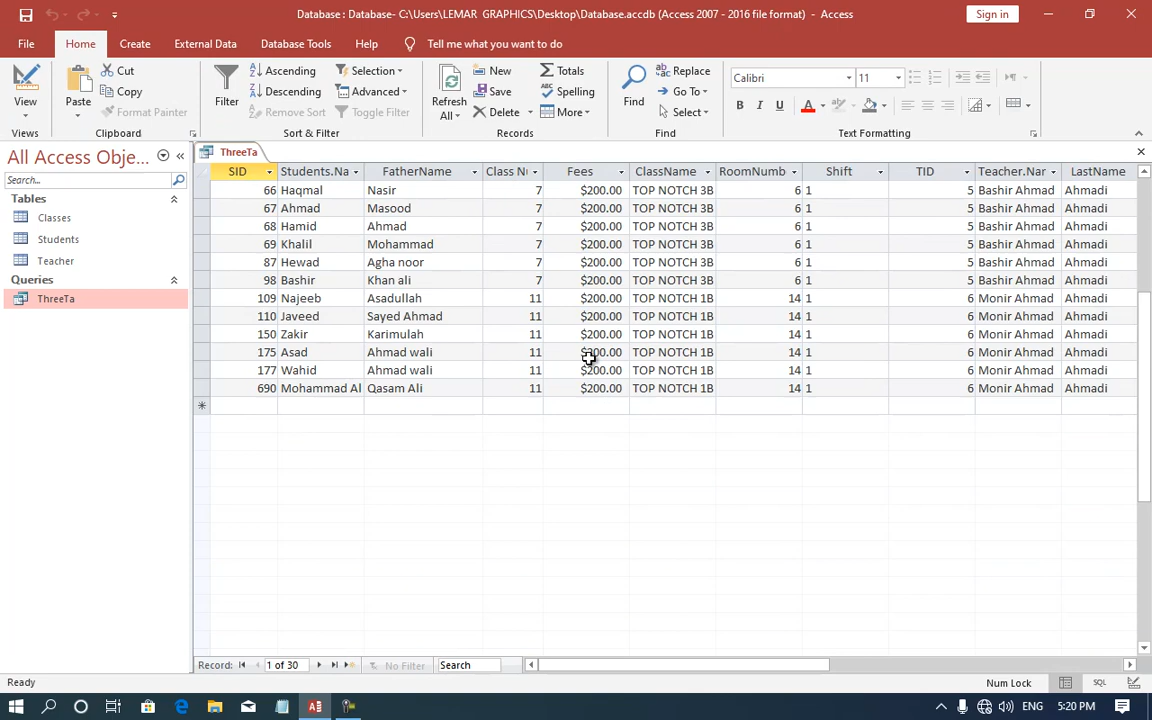 Database : Database- C:\Users\LEMAR GRAPHICS\Desktop\Database.accdb (Access 2007 - 2016 file format) - Access
Sign in
File Home Create External Data Database Tools Help Tell me what you want to do
View
Views
Paste
Cut
Copy
Format Painter
Clipboard
Filter
Ascending
Descending
Remove Sort
Selection
Advanced
Toggle Filter
Sort & Filter
Refresh All
New
Save
Delete
Totals
Spelling
More
Records
Find
Replace
Go To
Select
Find
Calibri 11
B I U A
Text Formatting
All Access Obje...
Search...
Tables
Classes
Students
Teacher
Queries
ThreeTa
ThreeTa
SID Students.Na FatherName Class Nu Fees ClassName RoomNumb Shift TID Teacher.Nar LastName
66 Haqmal Nasir 7 $200.00 TOP NOTCH 3B 6 1 5 Bashir Ahmad Ahmadi
67 Ahmad Masood 7 $200.00 TOP NOTCH 3B 6 1 5 Bashir Ahmad Ahmadi
68 Hamid Ahmad 7 $200.00 TOP NOTCH 3B 6 1 5 Bashir Ahmad Ahmadi
69 Khalil Mohammad 7 $200.00 TOP NOTCH 3B 6 1 5 Bashir Ahmad Ahmadi
87 Hewad Agha noor 7 $200.00 TOP NOTCH 3B 6 1 5 Bashir Ahmad Ahmadi
98 Bashir Khan ali 7 $200.00 TOP NOTCH 3B 6 1 5 Bashir Ahmad Ahmadi
109 Najeeb Asadullah 11 $200.00 TOP NOTCH 1B 14 1 6 Monir Ahmad Ahmadi
110 Javeed Sayed Ahmad 11 $200.00 TOP NOTCH 1B 14 1 6 Monir Ahmad Ahmadi
150 Zakir Karimulah 11 $200.00 TOP NOTCH 1B 14 1 6 Monir Ahmad Ahmadi
175 Asad Ahmad wali 11 $200.00 TOP NOTCH 1B 14 1 6 Monir Ahmad Ahmadi
177 Wahid Ahmad wali 11 $200.00 TOP NOTCH 1B 14 1 6 Monir Ahmad Ahmadi
690 Mohammad Al Qasam Ali 11 $200.00 TOP NOTCH 1B 14 1 6 Monir Ahmad Ahmadi
Record: 1 of 30 No Filter Search
Ready
Num Lock SQL
ENG 5:20 PM